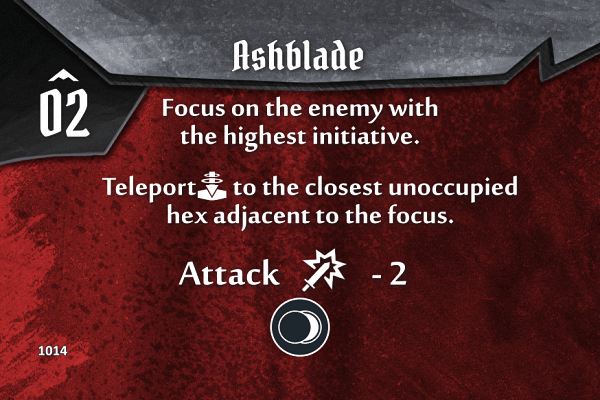 Ashblade
02
Focus on the enemy with
the highest initiative.
Teleport to the closest unoccupied
hex adjacent to the focus.
Attack - 2
1014